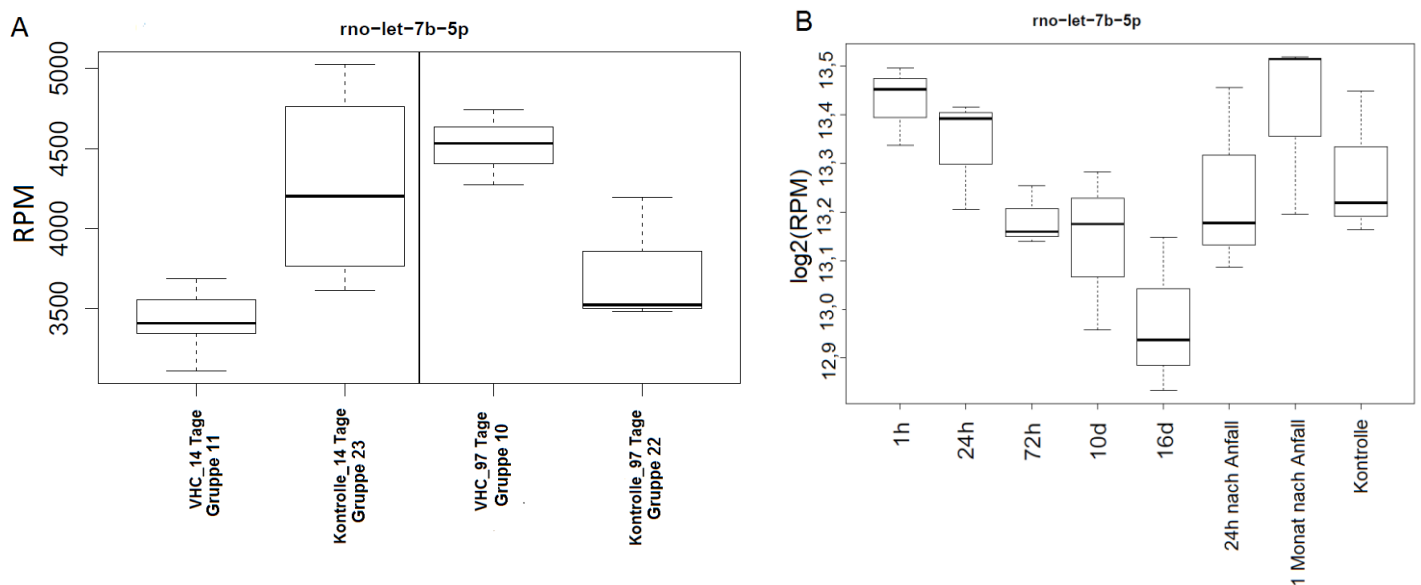 A
rno-let-7b-5p
RPM
5000
4500
4000
3500
VHC_14 Tage
Gruppe 11
Kontrolle_14 Tage
Gruppe 23
VHC_97 Tage
Gruppe 10
Kontrolle_97 Tage
Gruppe 22
B
rno-let-7b-5p
log2(RPM)
13,5
13,4
13,3
13,2
13,1
13,0
12,9
1h
24h
72h
10d
16d
24h nach Anfall
1 Monat nach Anfall
Kontrolle